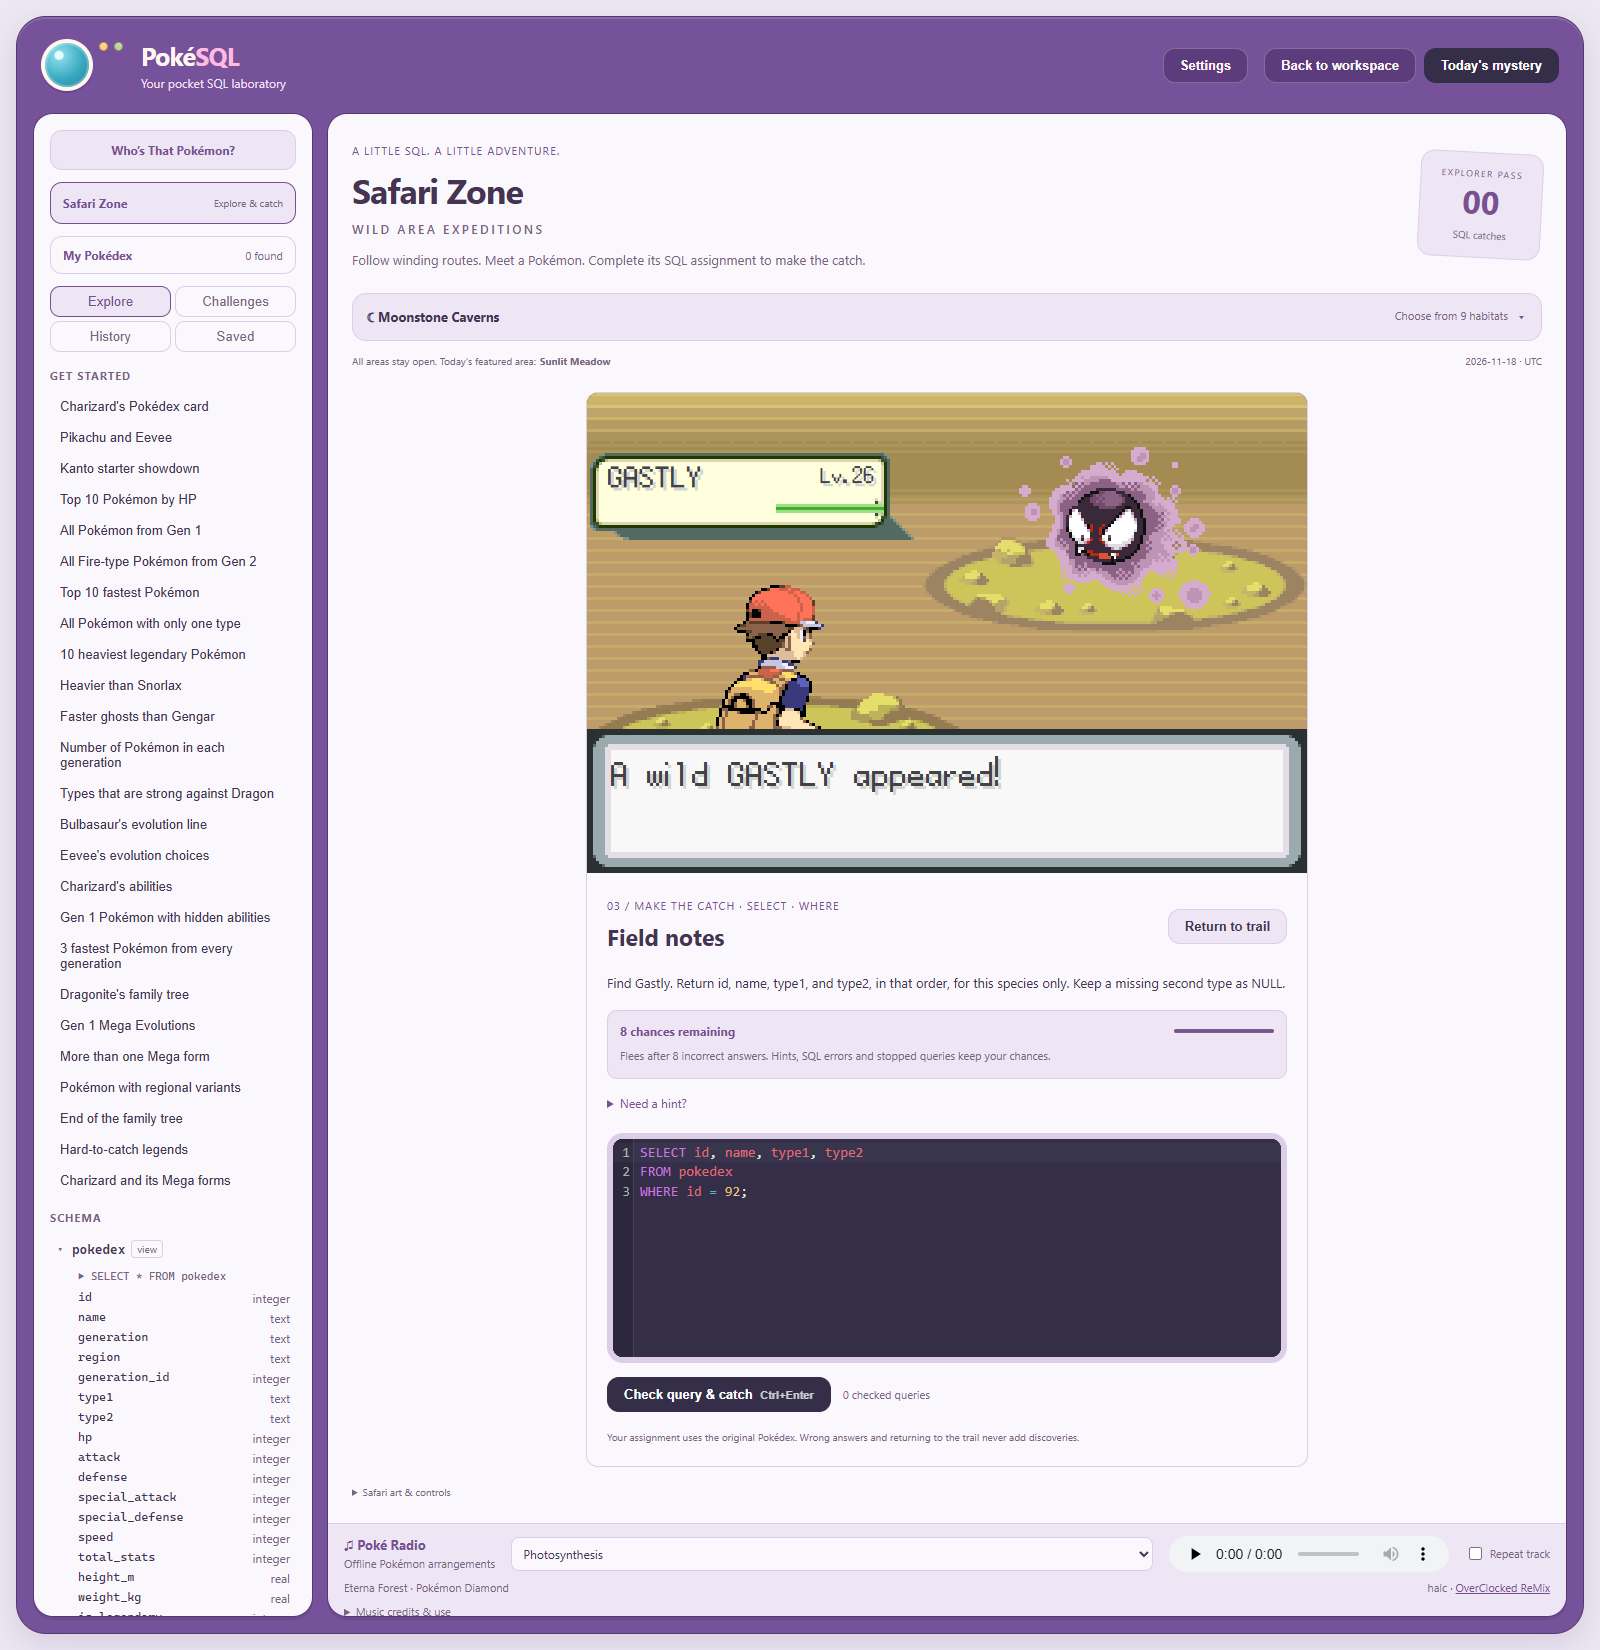 PokéSQL
Your pocket SQL laboratory
Settings
Back to workspace
Today's mystery
Who's That Pokémon?
Safari Zone
Explore & catch
My Pokédex
0 found
Explore
Challenges
History
Saved
GET STARTED
Charizard's Pokédex card
Pikachu and Eevee
Kanto starter showdown
Top 10 Pokémon by HP
All Pokémon from Gen 1
All Fire-type Pokémon from Gen 2
Top 10 fastest Pokémon
All Pokémon with only one type
10 heaviest legendary Pokémon
Heavier than Snorlax
Faster ghosts than Gengar
Number of Pokémon in each
generation
Types that are strong against Dragon
Bulbasaur's evolution line
Eevee's evolution choices
Charizard's abilities
Gen 1 Pokémon with hidden abilities
3 fastest Pokémon from every
generation
Dragonite's family tree
Gen 1 Mega Evolutions
More than one Mega form
Pokémon with regional variants
End of the family tree
Hard-to-catch legends
Charizard and its Mega forms
SCHEMA
pokedex view
SELECT * FROM pokedex
id integer
name text
generation text
region text
generation_id integer
type1 text
type2 text
hp integer
attack integer
defense integer
special_attack integer
special_defense integer
speed integer
total_stats integer
height_m real
weight_kg real
A LITTLE SQL. A LITTLE ADVENTURE.
Safari Zone
WILD AREA EXPEDITIONS
Follow winding routes. Meet a Pokémon. Complete its SQL assignment to make the catch.
EXPLORER PASS
00
SQL catches
Moonstone Caverns
Choose from 9 habitats
All areas stay open. Today's featured area: Sunlit Meadow
2026-11-18 · UTC
GASTLY Lv.26
A wild GASTLY appeared!
03 / MAKE THE CATCH · SELECT · WHERE
Field notes
Return to trail
Find Gastly. Return id, name, type1, and type2, in that order, for this species only. Keep a missing second type as NULL.
8 chances remaining
Flees after 8 incorrect answers. Hints, SQL errors and stopped queries keep your chances.
Need a hint?
1 SELECT id, name, type1, type2
2 FROM pokedex
3 WHERE id = 92;
Check query & catch Ctrl+Enter
0 checked queries
Your assignment uses the original Pokédex. Wrong answers and returning to the trail never add discoveries.
Safari art & controls
♫ Poké Radio
Offline Pokémon arrangements
Photosynthesis
0:00 / 0:00
Repeat track
Eterna Forest · Pokémon Diamond
halc · OverClocked ReMix
Music credits & use